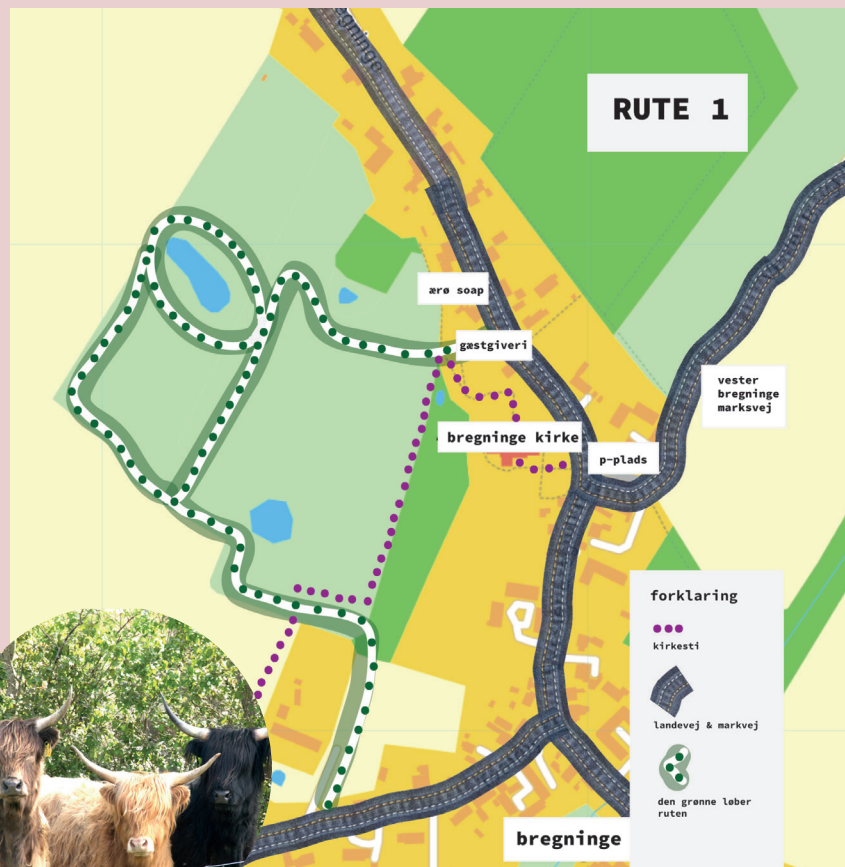 RUTE 1
ærø soap
gæstgiveri
vester
bregninge
marksvej
bregninge kirke
p-plads
forklaring
kirkesti
landevej & markvej
den grønne løber
ruten
bregninge